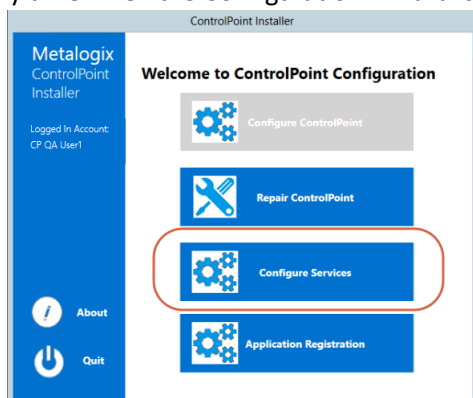 ControlPoint Installer
Metalogix
ControlPoint
Installer
Logged In Account:
CP QA User1
About
Quit
Welcome to ControlPoint Configuration
Configure ControlPoint
Repair ControlPoint
Configure Services
Application Registration